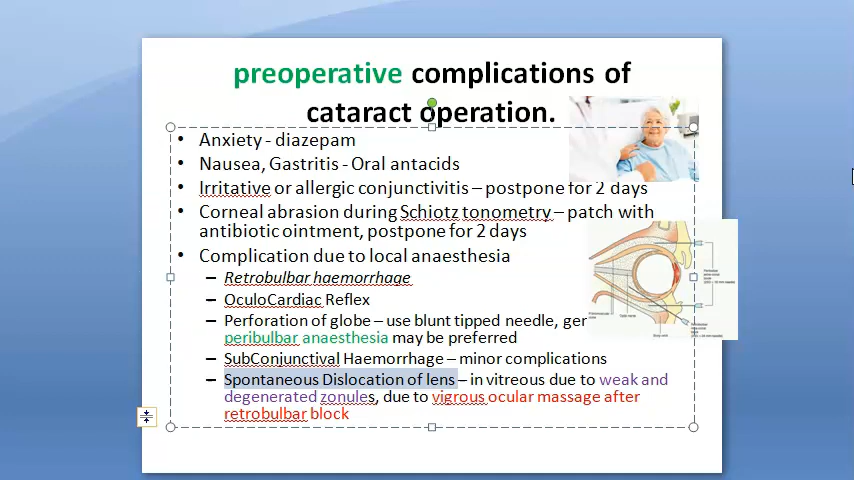 preoperative complications of
cataract operation.
• Anxiety - diazepam
• Nausea, Gastritis - Oral antacids
• Irritative or allergic conjunctivitis – postpone for 2 days
• Corneal abrasion during Schiotz tonometry – patch with
antibiotic ointment, postpone for 2 days
• Complication due to local anaesthesia
– Retrobulbar haemorrhage
– OculoCardiac Reflex
– Perforation of globe – use blunt tipped needle, ger
peribulbar anaesthesia may be preferred
– SubConjunctival Haemorrhage – minor complications
– Spontaneous Dislocation of lens – in vitreous due to weak and
degenerated zonules, due to vigrous ocular massage after
retrobulbar block